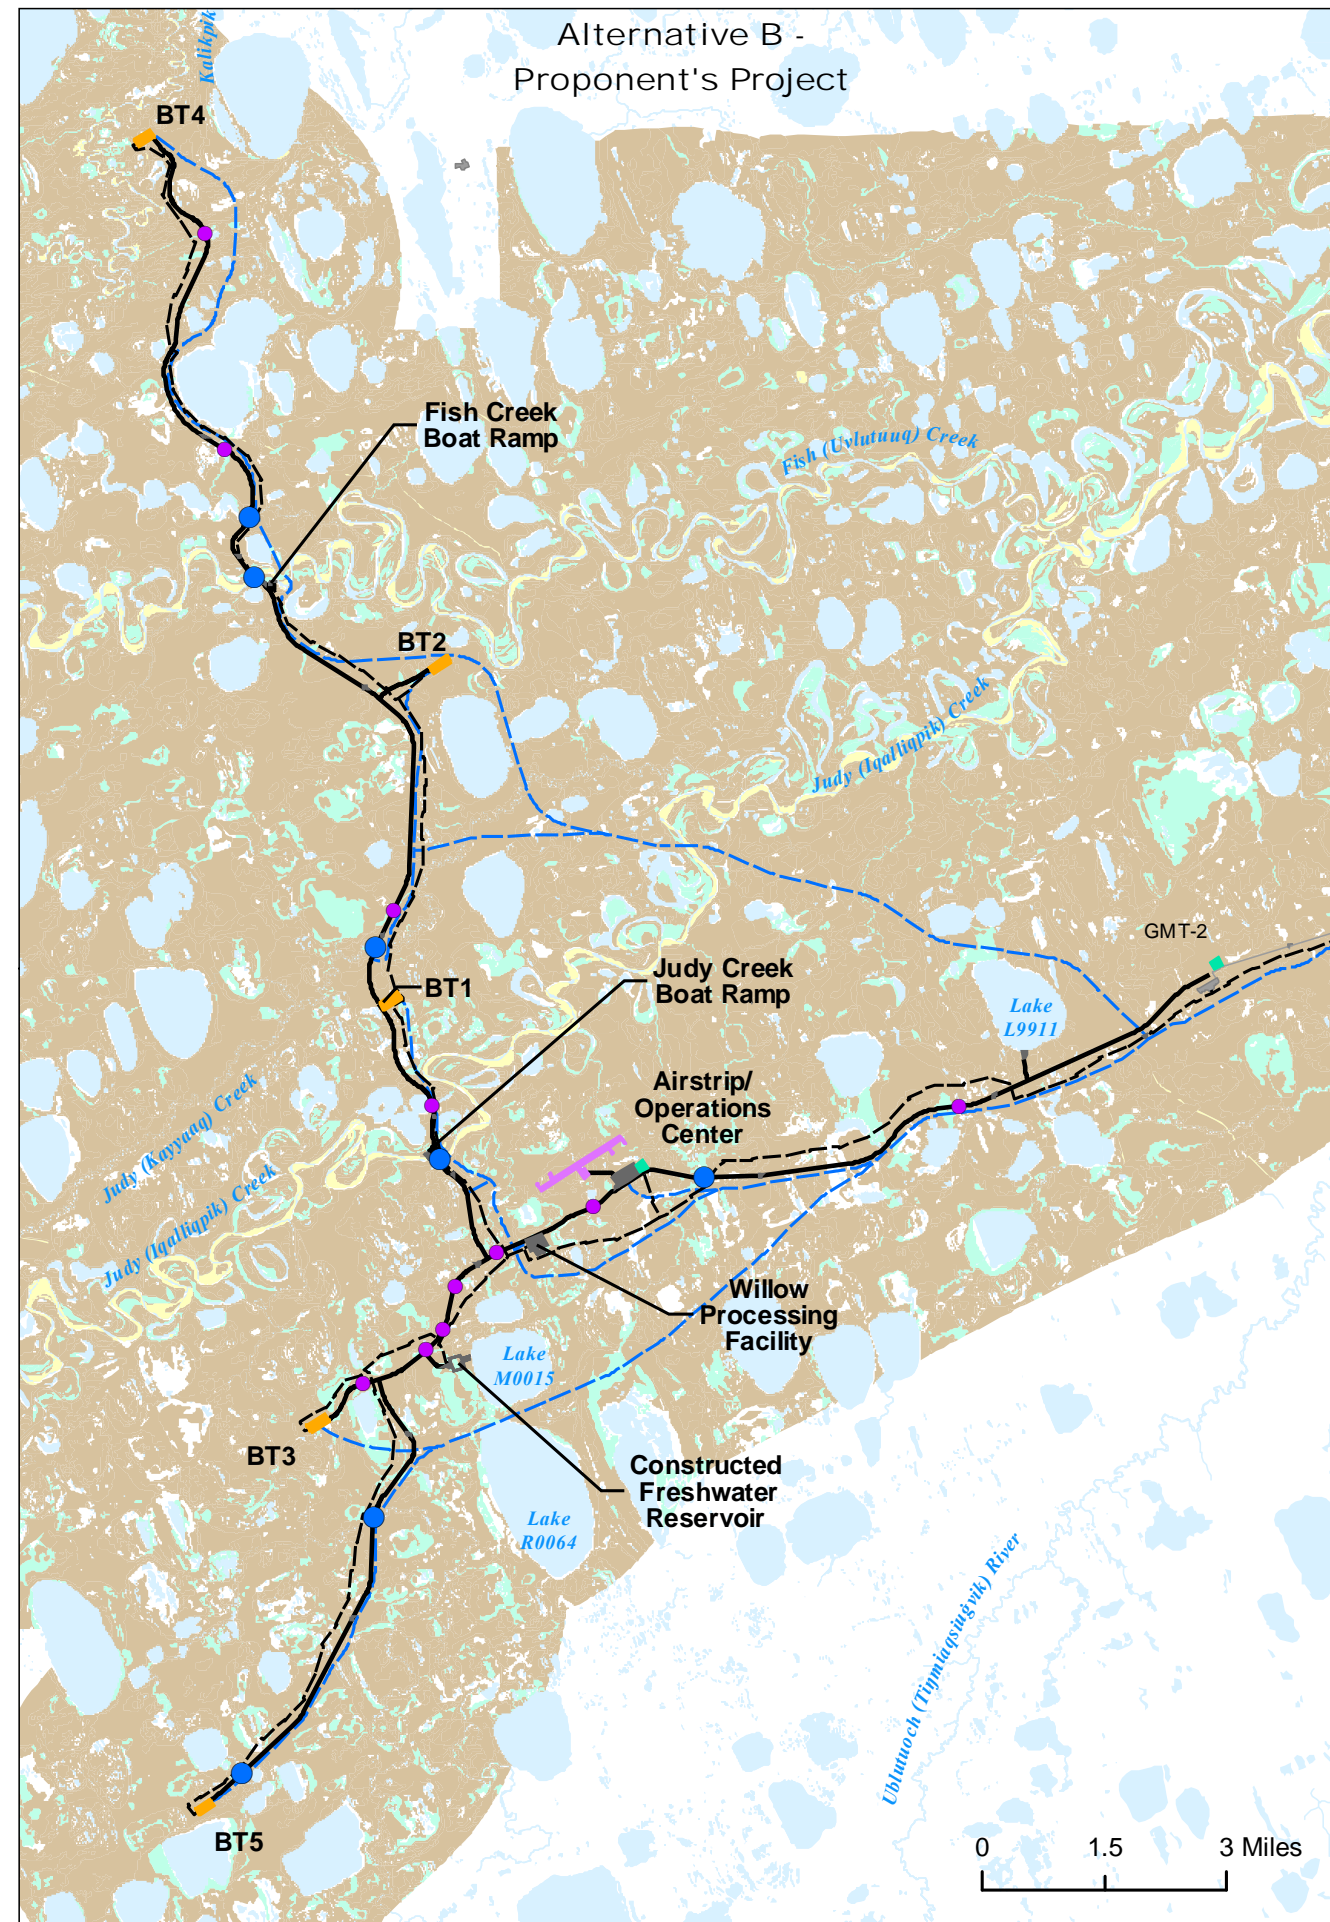 Alternative B -
Proponent's Project
Kalikpik
BT4
Fish Creek
Boat Ramp
Fish (Uvlutuuq) Creek
BT2
Judy (Iqalliqpik) Creek
GMT-2
Judy Creek
Boat Ramp
BT1
Lake
L9911
Airstrip/
Operations
Center
Judy (Kayyaaq) Creek
Judy (Iqalliqpik) Creek
Willow
Processing
Facility
Lake
M0015
BT3
Constructed
Freshwater
Reservoir
Lake
R0064
Ublutuoch (Tiŋmiaqsiuġvik) River
BT5
0 1.5 3 Miles